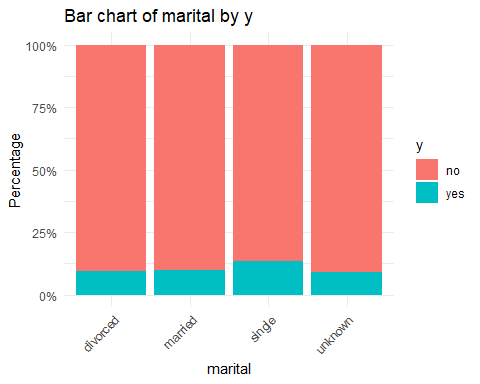 Bar chart of marital by y
Percentage
100%
75%
50%
25%
0%
divorced
married
single
unknown
marital
y
no
yes